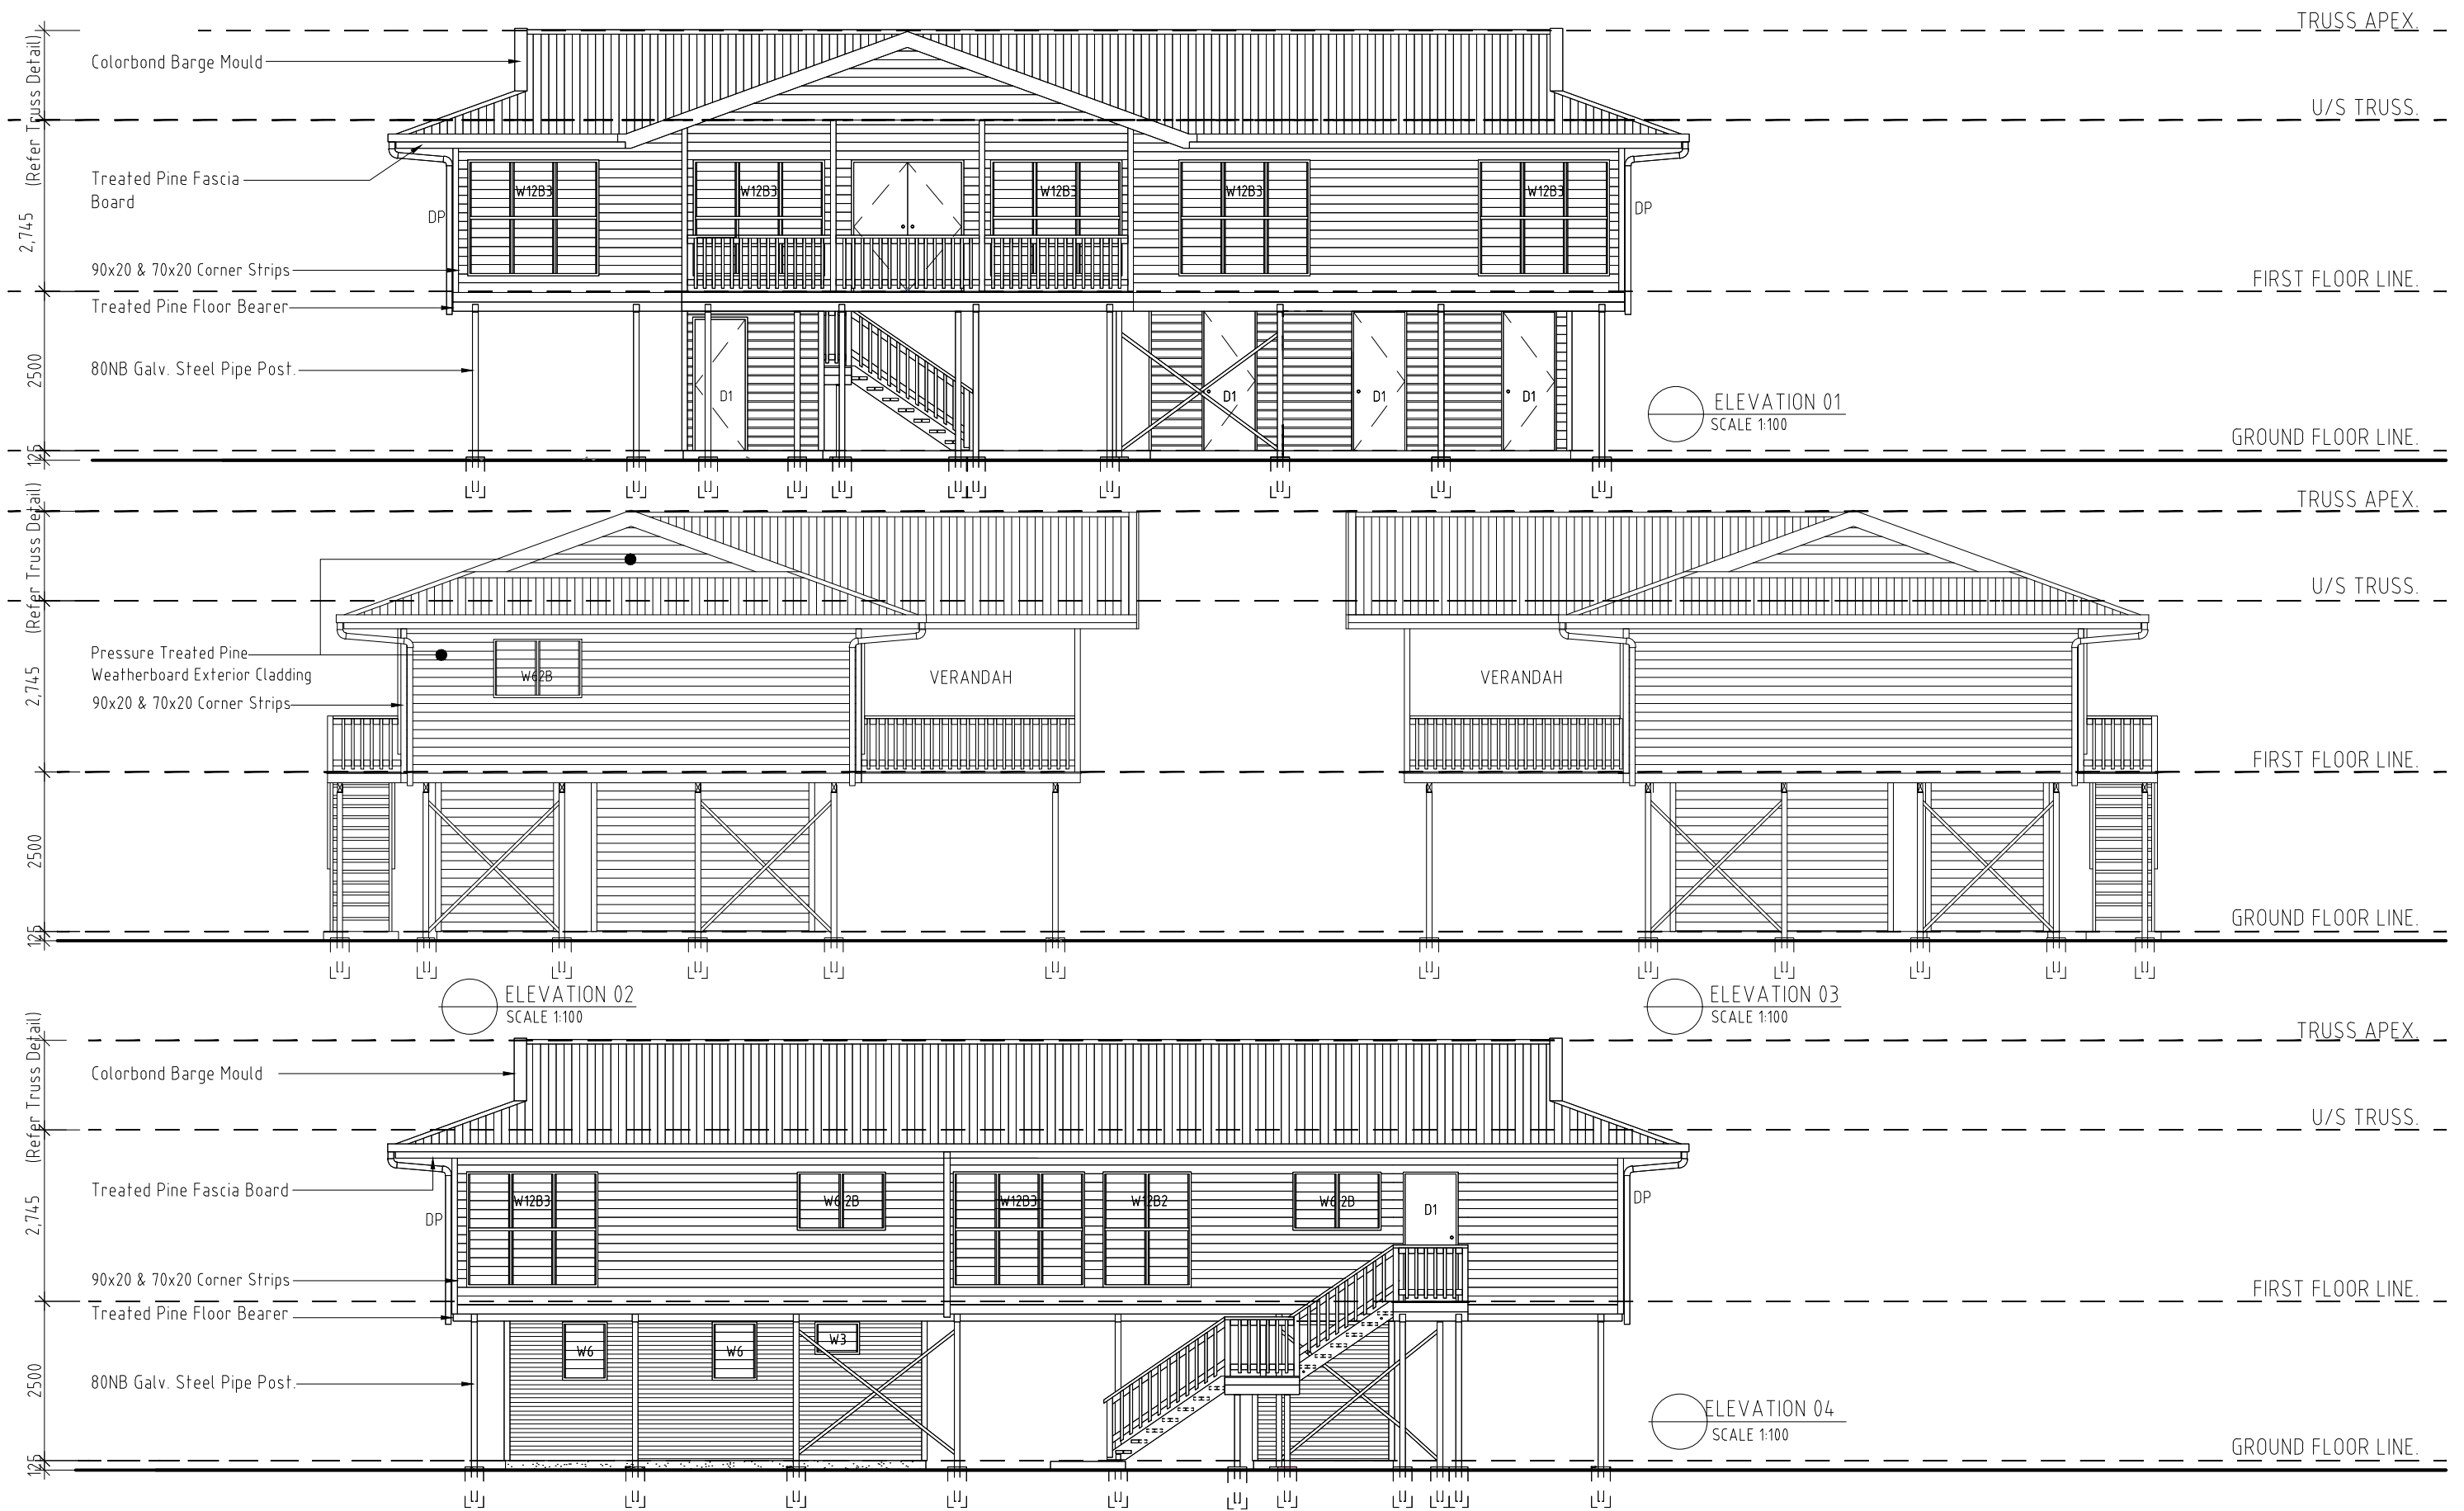 TRUSS APEX.
Colorbond Barge Mould
(Refer Truss Detail)
U/S TRUSS.
Treated Pine Fascia
Board
W12B3
W12B3
W12B3
W12B3
W12B3
DP
DP
2,745
90x20 & 70x20 Corner Strips
FIRST FLOOR LINE.
Treated Pine Floor Bearer
2500
80NB Galv. Steel Pipe Post.
D1
D1
D1
D1
ELEVATION 01
SCALE 1:100
GROUND FLOOR LINE.
125
TRUSS APEX.
(Refer Truss Detail)
U/S TRUSS.
Pressure Treated Pine
Weatherboard Exterior Cladding
W62B
VERANDAH
VERANDAH
2,745
90x20 & 70x20 Corner Strips
FIRST FLOOR LINE.
2500
GROUND FLOOR LINE.
125
ELEVATION 02
SCALE 1:100
ELEVATION 03
SCALE 1:100
TRUSS APEX.
(Refer Truss Detail)
Colorbond Barge Mould
U/S TRUSS.
Treated Pine Fascia Board
W12B3
W62B
W12B3
W12B2
W62B
D1
DP
DP
2,745
90x20 & 70x20 Corner Strips
FIRST FLOOR LINE.
Treated Pine Floor Bearer
W6
W6
W3
2500
80NB Galv. Steel Pipe Post.
ELEVATION 04
SCALE 1:100
GROUND FLOOR LINE.
125